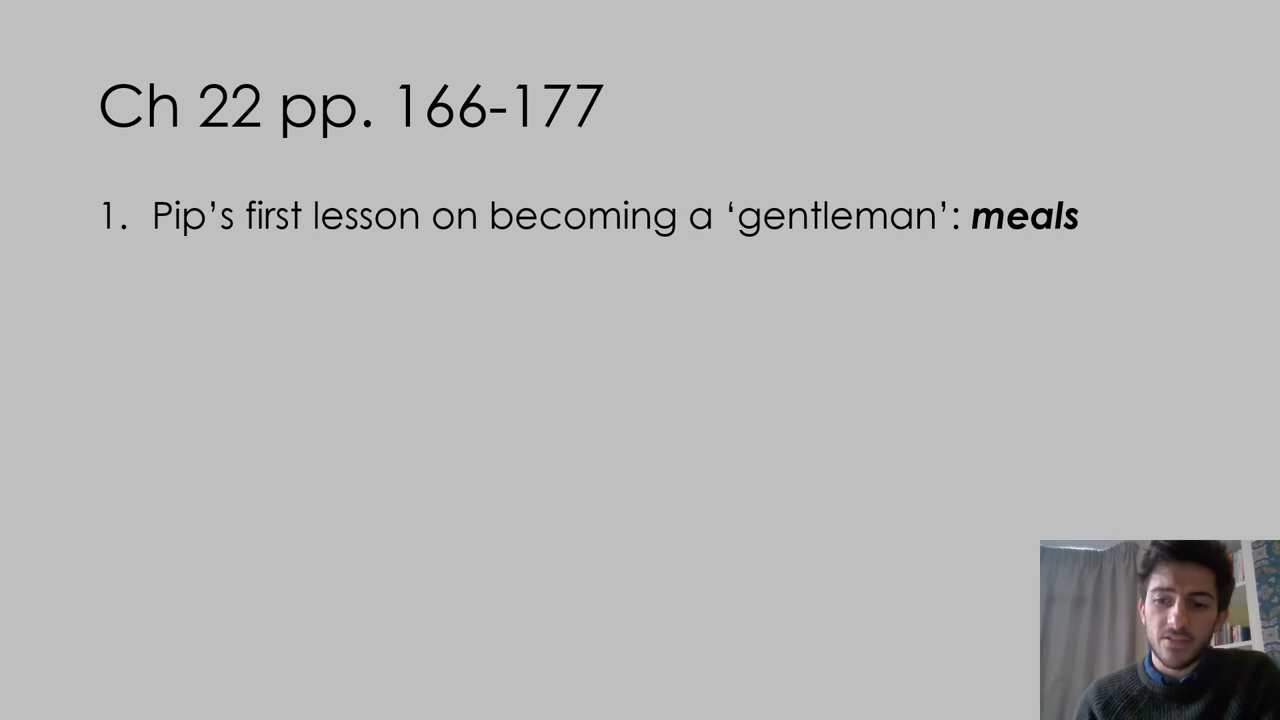 Ch 22 pp. 166-177
1. Pip’s first lesson on becoming a ‘gentleman’: meals